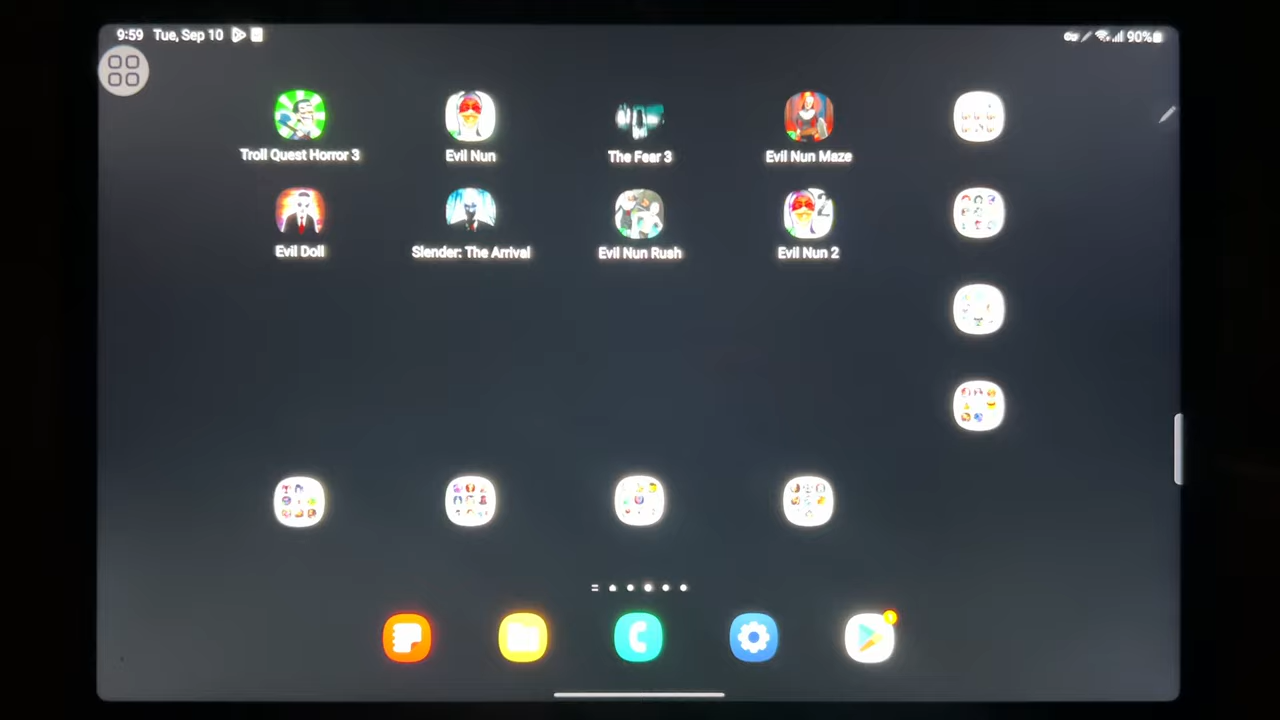 9:59 Tue, Sep 10
90%
Troll Quest Horror 3
Evil Nun
The Fear 3
Evil Nun Maze
Evil Doll
Slender: The Arrival
Evil Nun Rush
Evil Nun 2